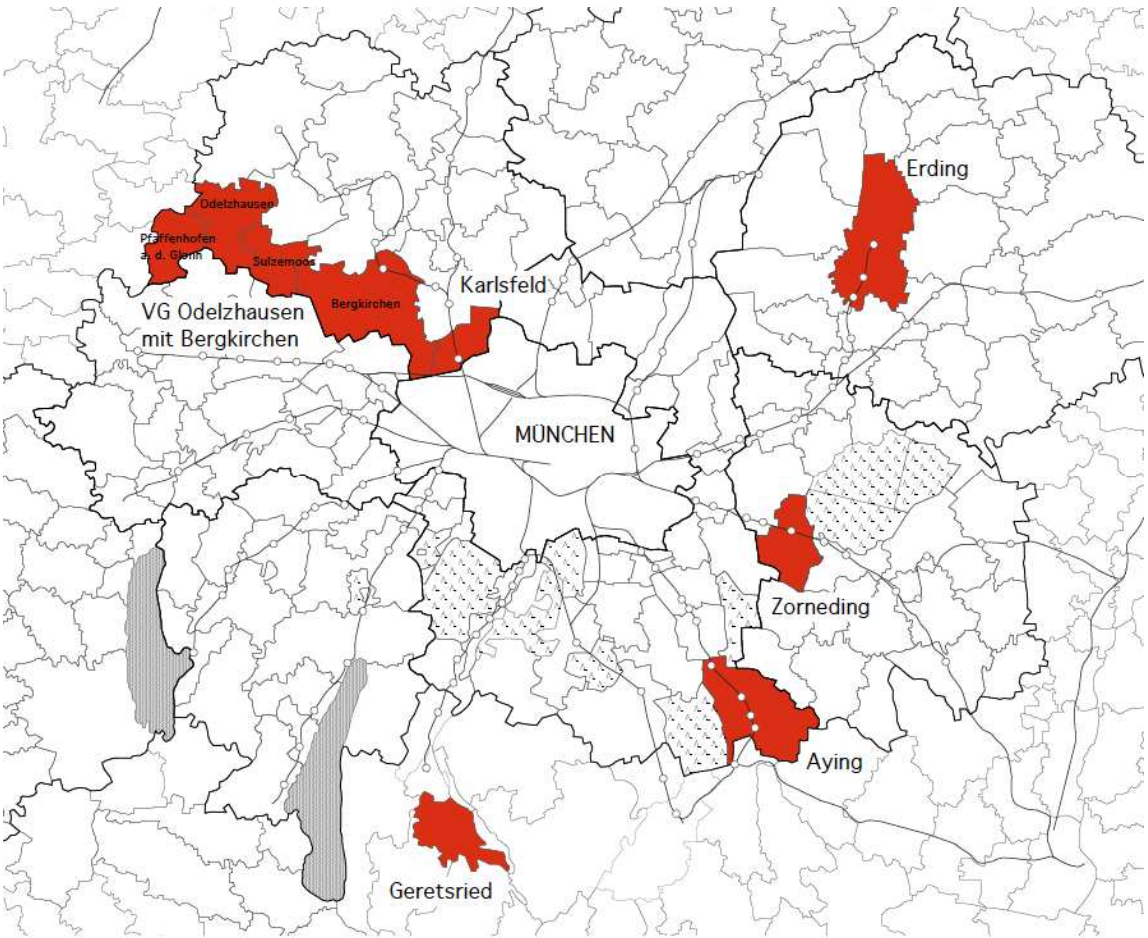 Erding
Odelzhausen
Pfaffenhofen
a. d. Glonn
Sulzemoos
Karlsfeld
Bergkirchen
VG Odelzhausen
mit Bergkirchen
MÜNCHEN
Zorneding
Aying
Geretsried